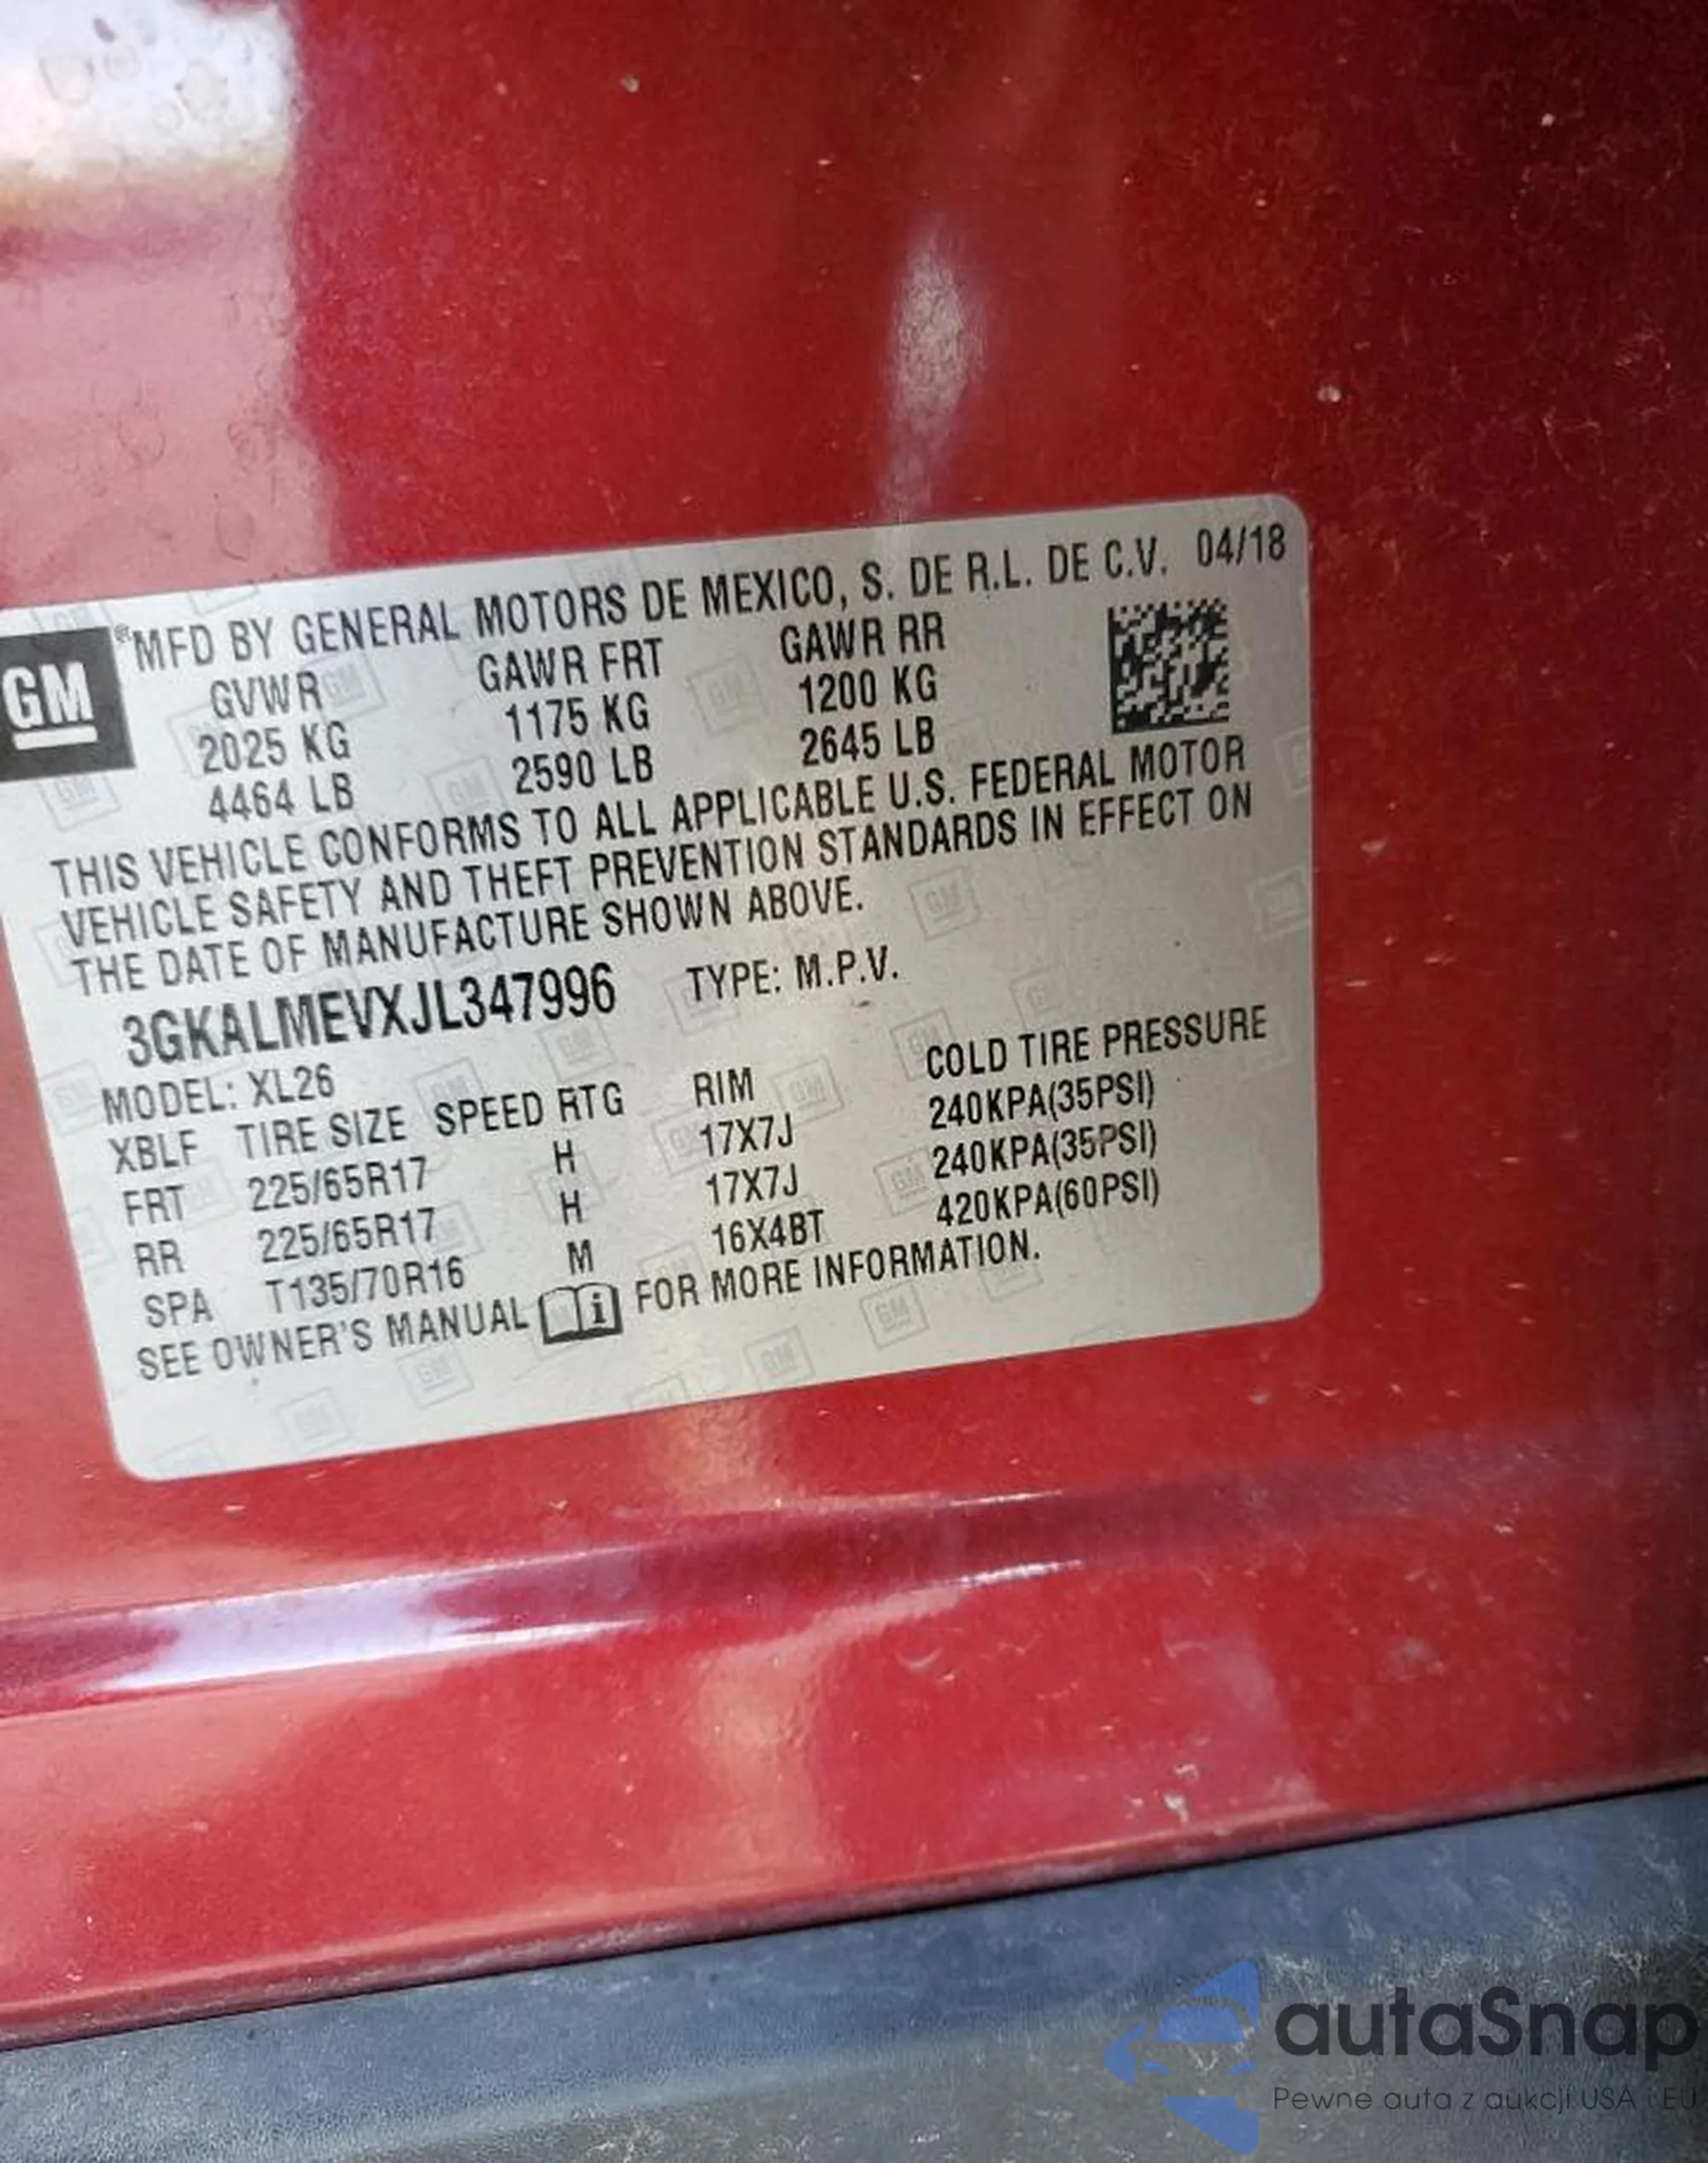 GM
®MFD BY GENERAL MOTORS DE MEXICO, S. DE R.L. DE C.V. 04/18
GVWR GAWR FRT GAWR RR
2025 KG 1175 KG 1200 KG
4464 LB 2590 LB 2645 LB
THIS VEHICLE CONFORMS TO ALL APPLICABLE U.S. FEDERAL MOTOR
VEHICLE SAFETY AND THEFT PREVENTION STANDARDS IN EFFECT ON
THE DATE OF MANUFACTURE SHOWN ABOVE.
3GKALMEVXJL347996 TYPE: M.P.V.
MODEL: XL26
XBLF TIRE SIZE SPEED RTG RIM COLD TIRE PRESSURE
FRT 225/65R17 H 17X7J 240KPA(35PSI)
RR 225/65R17 H 17X7J 240KPA(35PSI)
SPA T135/70R16 M 16X4BT 420KPA(60PSI)
SEE OWNER'S MANUAL i FOR MORE INFORMATION.
autaSnap
Pewne auta z aukcji USA i EU